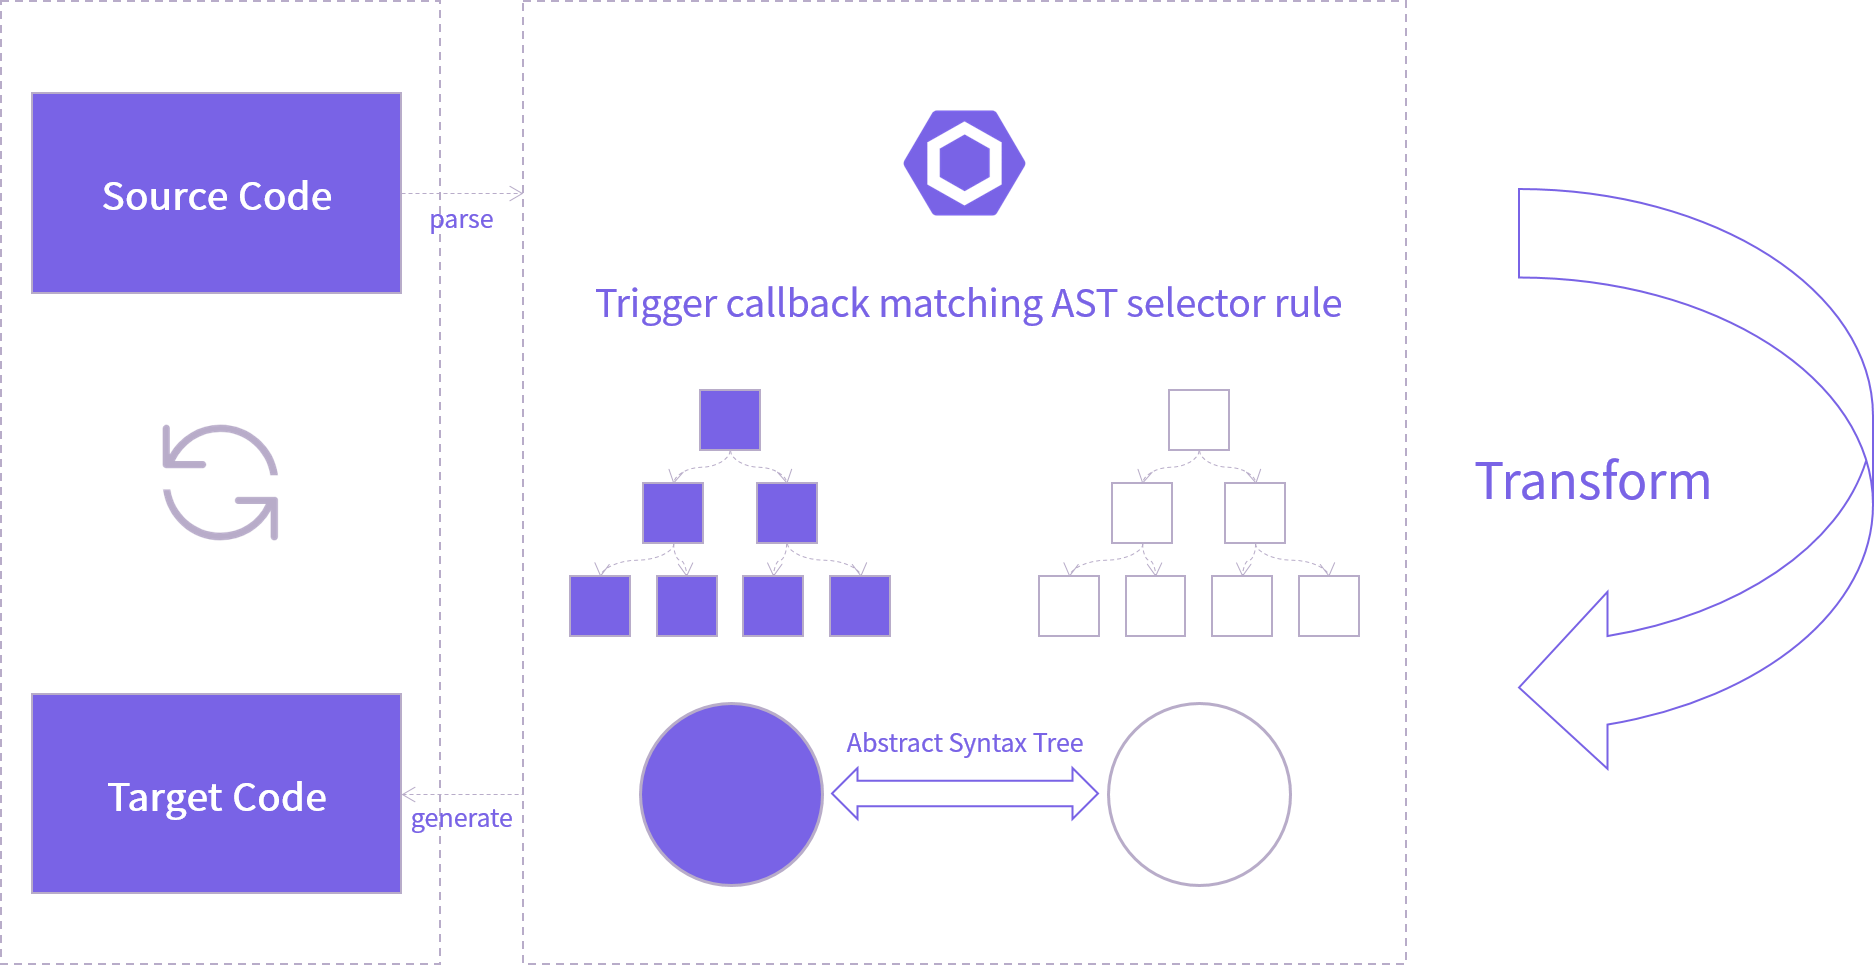 Source Code
parse
Trigger callback matching AST selector rule
Transform
Abstract Syntax Tree
Target Code
generate